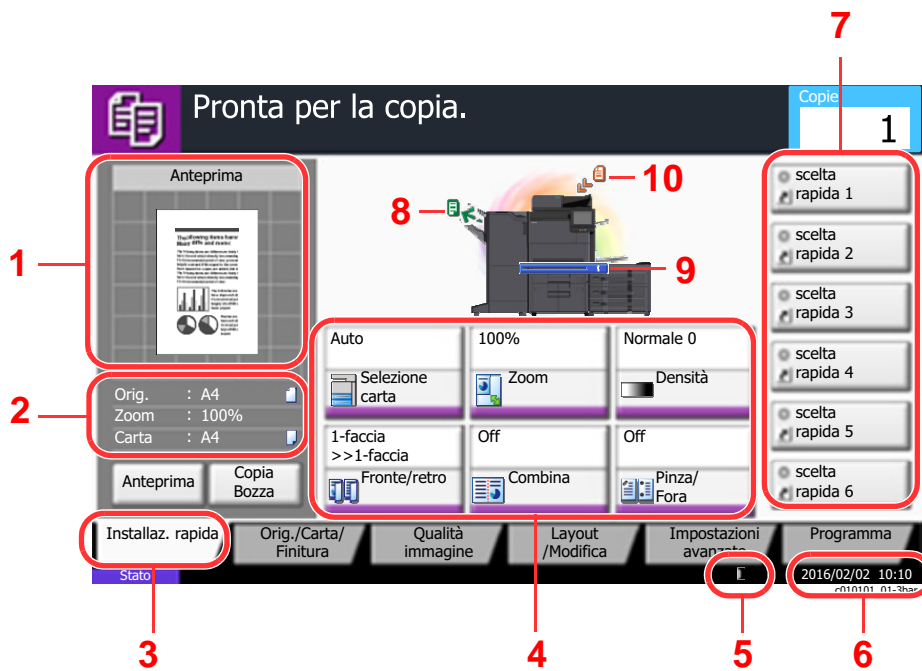 7
Pronta per la copia.
Copie
1
Anteprima
1
8
10
9
scelta
rapida 1
scelta
rapida 2
scelta
rapida 3
scelta
rapida 4
scelta
rapida 5
scelta
rapida 6
2
Orig. : A4
Zoom : 100%
Carta : A4
Anteprima
Copia
Bozza
Auto
Selezione
carta
100%
Zoom
Normale 0
Densità
1-faccia
>>1-faccia
Fronte/retro
Off
Combina
Off
Pinza/
Fora
Installaz. rapida
Orig./Carta/
Finitura
Qualità
immagine
Layout
/Modifica
Impostazioni
avanzate
Programma
Stato
2016/02/02 10:10
c010101_01-3bar
3
4
5
6